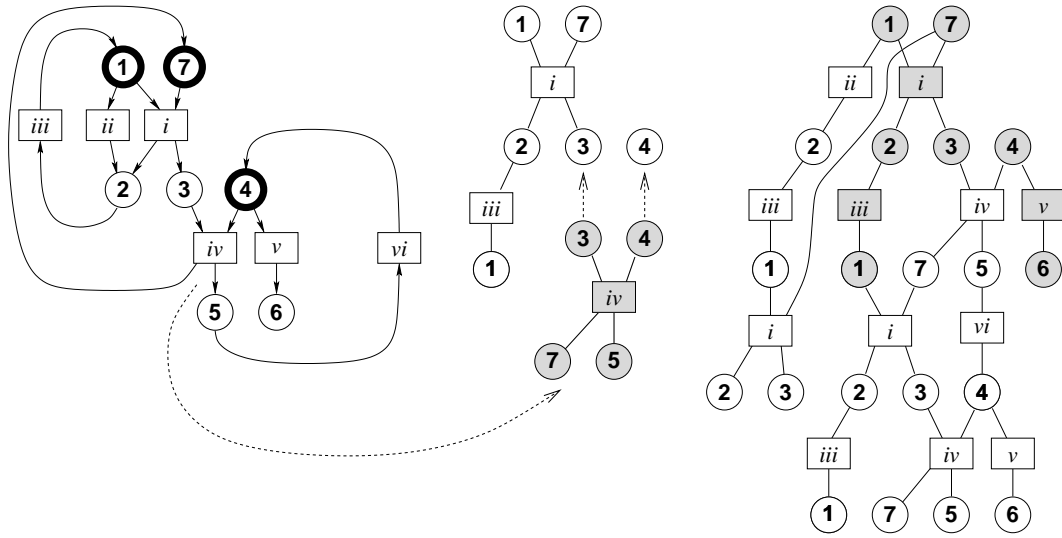 1 7
iii ii i
2 3 4
iv v vi
5 6
1 7
i
2 3 4
iii
1 3 4
iv
7 5
1 7
ii i
2 2 3 4
iii iii iv v
1 1 7 5 6
i i vi
2 3 2 3 4
iii iv v
1 7 5 6